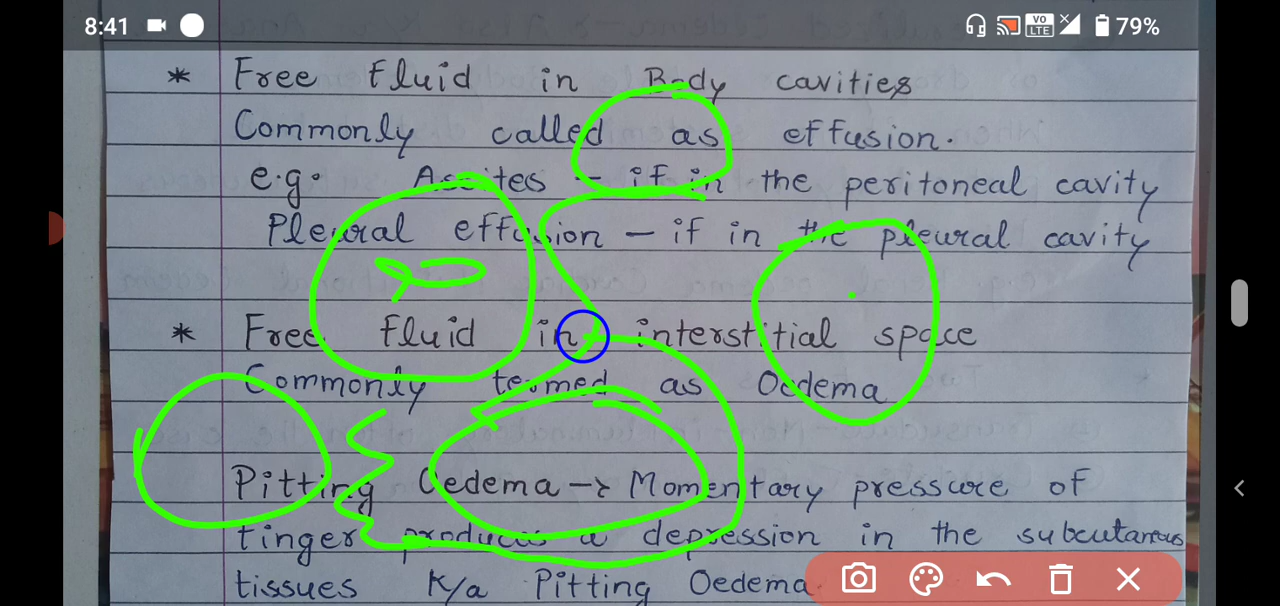 8:41
VO LTE 79%
* Free Fluid in Body cavities
Commonly called as effusion.
e.g. Ascites - if in the peritoneal cavity
Pleural effusion - if in the pleural cavity
* Free fluid in interstitial space
Commonly termed as Oedema
Pitting Oedema → Momentary pressure of
finger produces a depression in the subcutaneous
tissues K/a Pitting Oedema